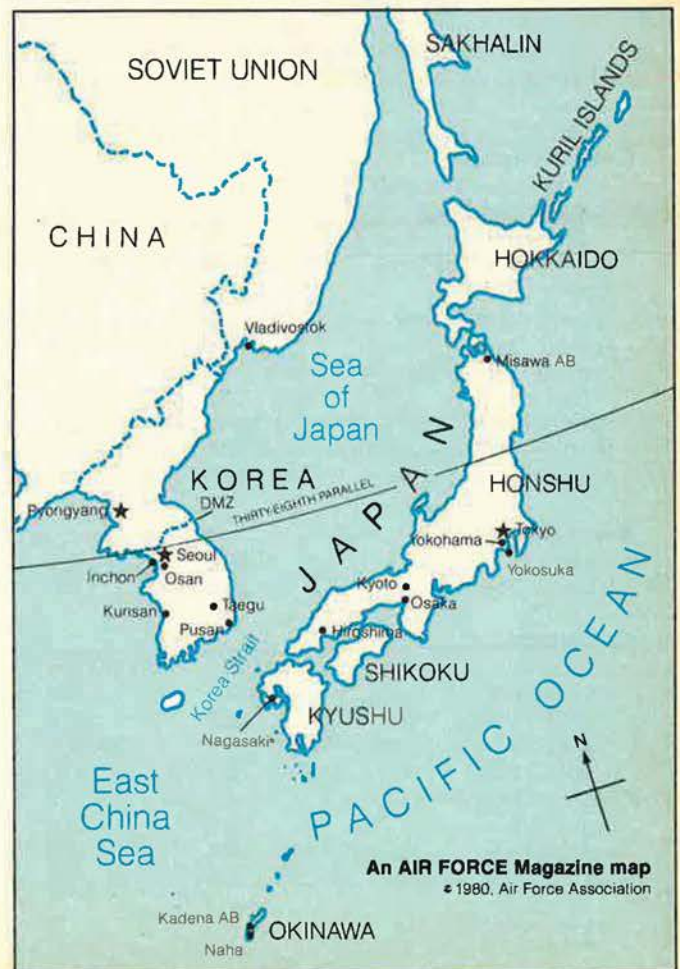 SAKHALIN
SOVIET UNION
KURIL ISLANDS
CHINA
HOKKAIDO
Vladivostok
Misawa AB
Sea
of
Japan
KOREA
JAPAN
HONSHU
DMZ
THIRTY-EIGHTH PARALLEL
Pyongyang
Tokyo
Yokohama
Seoul
Yokosuka
Inchon
Osan
Kyoto
Taegu
Osaka
Kunsan
Pusan
Hiroshima
Korea Strait
SHIKOKU
KYUSHU
Nagasaki
PACIFIC OCEAN
N
East
China
Sea
An AIR FORCE Magazine map
© 1980, Air Force Association
Kadena AB
OKINAWA
Naha